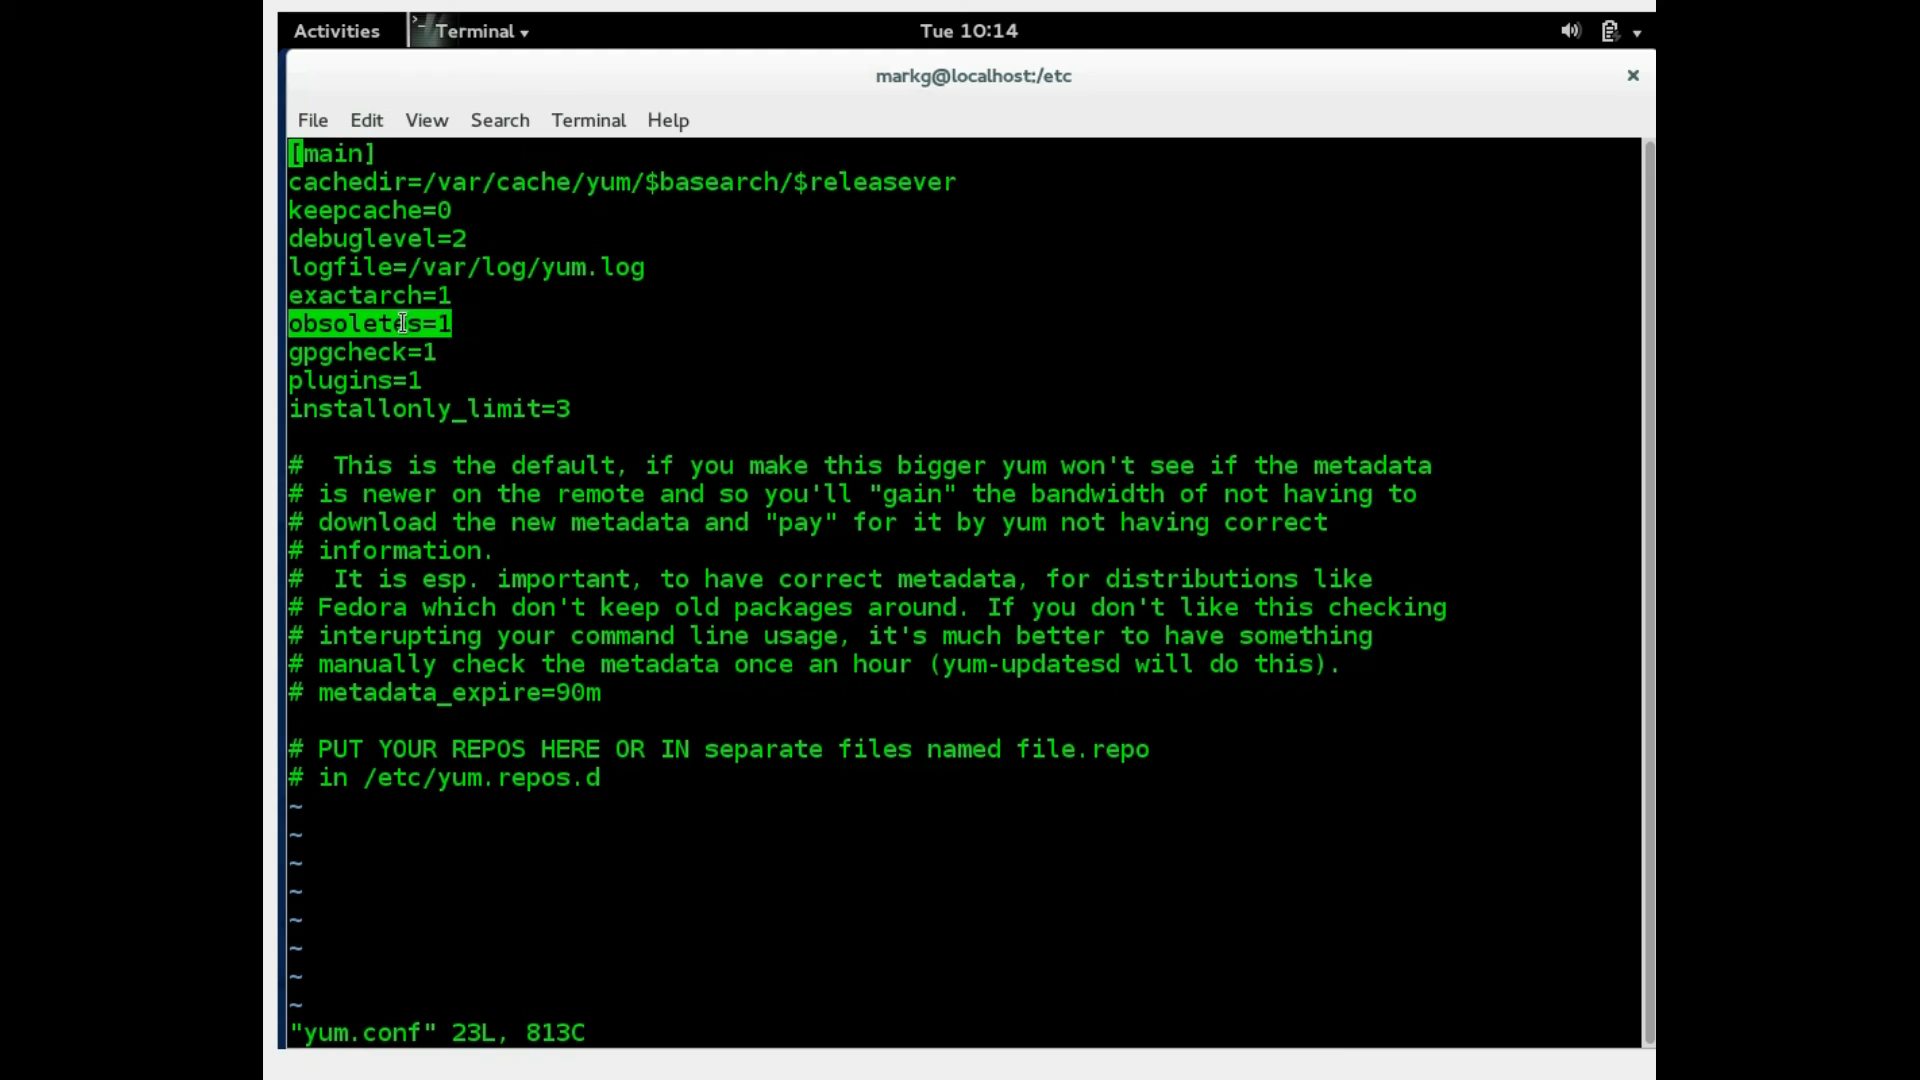 Activities
Terminal
Tue 10:14
markg@localhost:/etc
File Edit View Search Terminal Help
[main]
cachedir=/var/cache/yum/$basearch/$releasever
keepcache=0
debuglevel=2
logfile=/var/log/yum.log
exactarch=1
obsoletes=1
gpgcheck=1
plugins=1
installonly_limit=3
#  This is the default, if you make this bigger yum won't see if the metadata
# is newer on the remote and so you'll "gain" the bandwidth of not having to
# download the new metadata and "pay" for it by yum not having correct
# information.
#  It is esp. important, to have correct metadata, for distributions like
# Fedora which don't keep old packages around. If you don't like this checking
# interupting your command line usage, it's much better to have something
# manually check the metadata once an hour (yum-updatesd will do this).
# metadata_expire=90m
# PUT YOUR REPOS HERE OR IN separate files named file.repo
# in /etc/yum.repos.d
~
~
~
~
~
~
~
~
"yum.conf" 23L, 813C